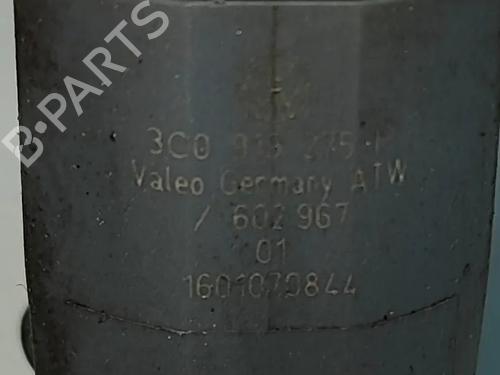 B-PARTS
3C0 919 275
Valeo Germany ATW
/ 602 967
01
1601070844